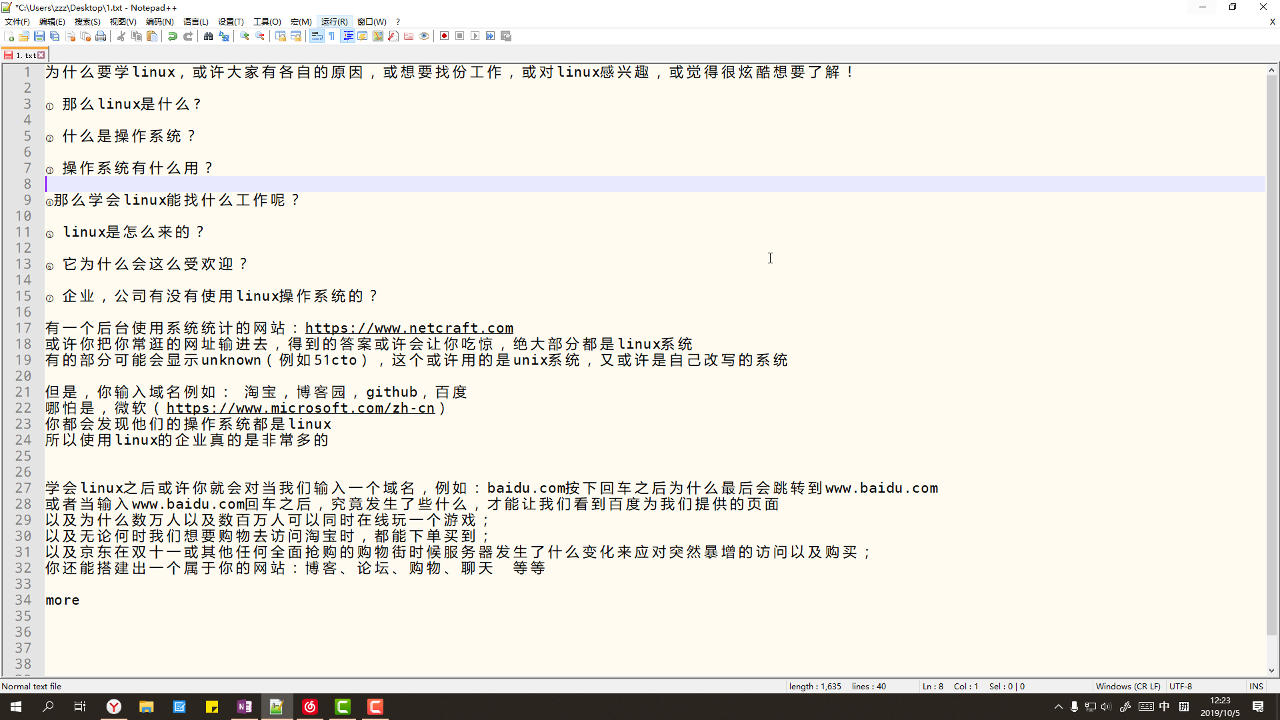 *C:\Users\zzz\Desktop\1.txt - Notepad++
文件(F) 编辑(E) 搜索(S) 视图(V) 编码(N) 语言(L) 设置(T) 工具(O) 宏(M) 运行(R) 窗口(W) ? X
1. txt
1 为什么要学linux，或许大家有各自的原因，或想要找份工作，或对linux感兴趣，或觉得很炫酷想要了解！
2
3 ① 那么linux是什么？
4
5 ② 什么是操作系统？
6
7 ③ 操作系统有什么用？
8
9 ④那么学会linux能找什么工作呢？
10
11 ⑤ linux是怎么来的？
12
13 ⑥ 它为什么会这么受欢迎？
14
15 ⑦ 企业，公司有没有使用linux操作系统的？
16
17 有一个后台使用系统统计的网站：https://www.netcraft.com
18 或许你把你常逛的网址输进去，得到的答案或许会让你吃惊，绝大部分都是linux系统
19 有的部分可能会显示unknown（例如51cto），这个或许用的是unix系统，又或许是自己改写的系统
20
21 但是，你输入域名例如： 淘宝，博客园，github，百度
22 哪怕是，微软（https://www.microsoft.com/zh-cn）
23 你都会发现他们的操作系统都是linux
24 所以使用linux的企业真的是非常多的
25
26
27 学会linux之后或许你就会对当我们输入一个域名，例如：baidu.com按下回车之后为什么最后会跳转到www.baidu.com
28 或者当输入www.baidu.com回车之后，究竟发生了些什么，才能让我们看到百度为我们提供的页面
29 以及为什么数万人以及数百万人可以同时在线玩一个游戏；
30 以及无论何时我们想要购物去访问淘宝时，都能下单买到；
31 以及京东在双十一或其他任何全面抢购的购物街时候服务器发生了什么变化来应对突然暴增的访问以及购买；
32 你还能搭建出一个属于你的网站：博客、论坛、购物、聊天 等等
33
34 more
35
36
37
38
Normal text file length : 1,635 lines : 40 Ln : 8 Col : 1 Sel : 0 | 0 Windows (CR LF) UTF-8 INS
中 拼 12:23
2019/10/5